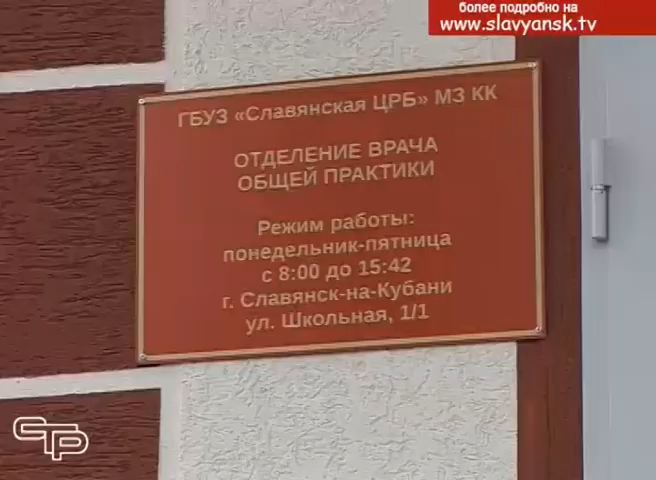 более подробно на
www.slavyansk.tv
ГБУЗ «Славянская ЦРБ» МЗ КК
ОТДЕЛЕНИЕ ВРАЧА
ОБЩЕЙ ПРАКТИКИ
Режим работы:
понедельник-пятница
с 8:00 до 15:42
г. Славянск-на-Кубани
ул. Школьная, 1/1
СТР